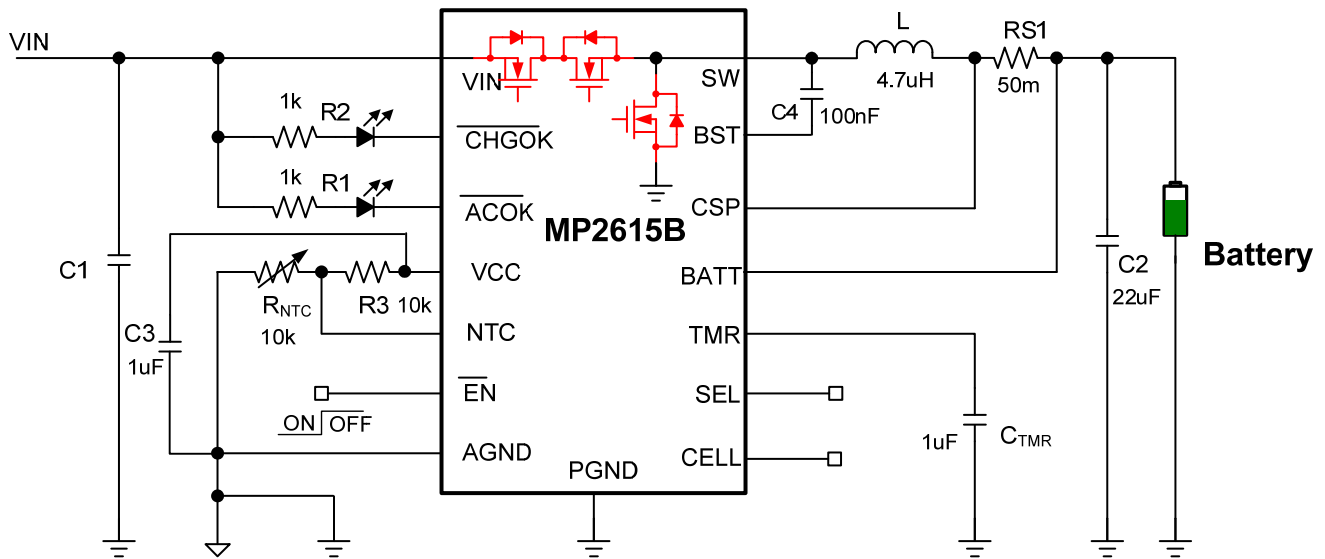 VIN
L
RS1
VIN
SW
4.7uH
50m
1k
R2
C4
100nF
CHGOK
BST
1k
R1
ACOK
CSP
MP2615B
C1
VCC
BATT
C2
Battery
RNTC
R3
10k
22uF
C3
10k
NTC
TMR
1uF
EN
SEL
ON OFF
AGND
1uF
CTMR
PGND
CELL